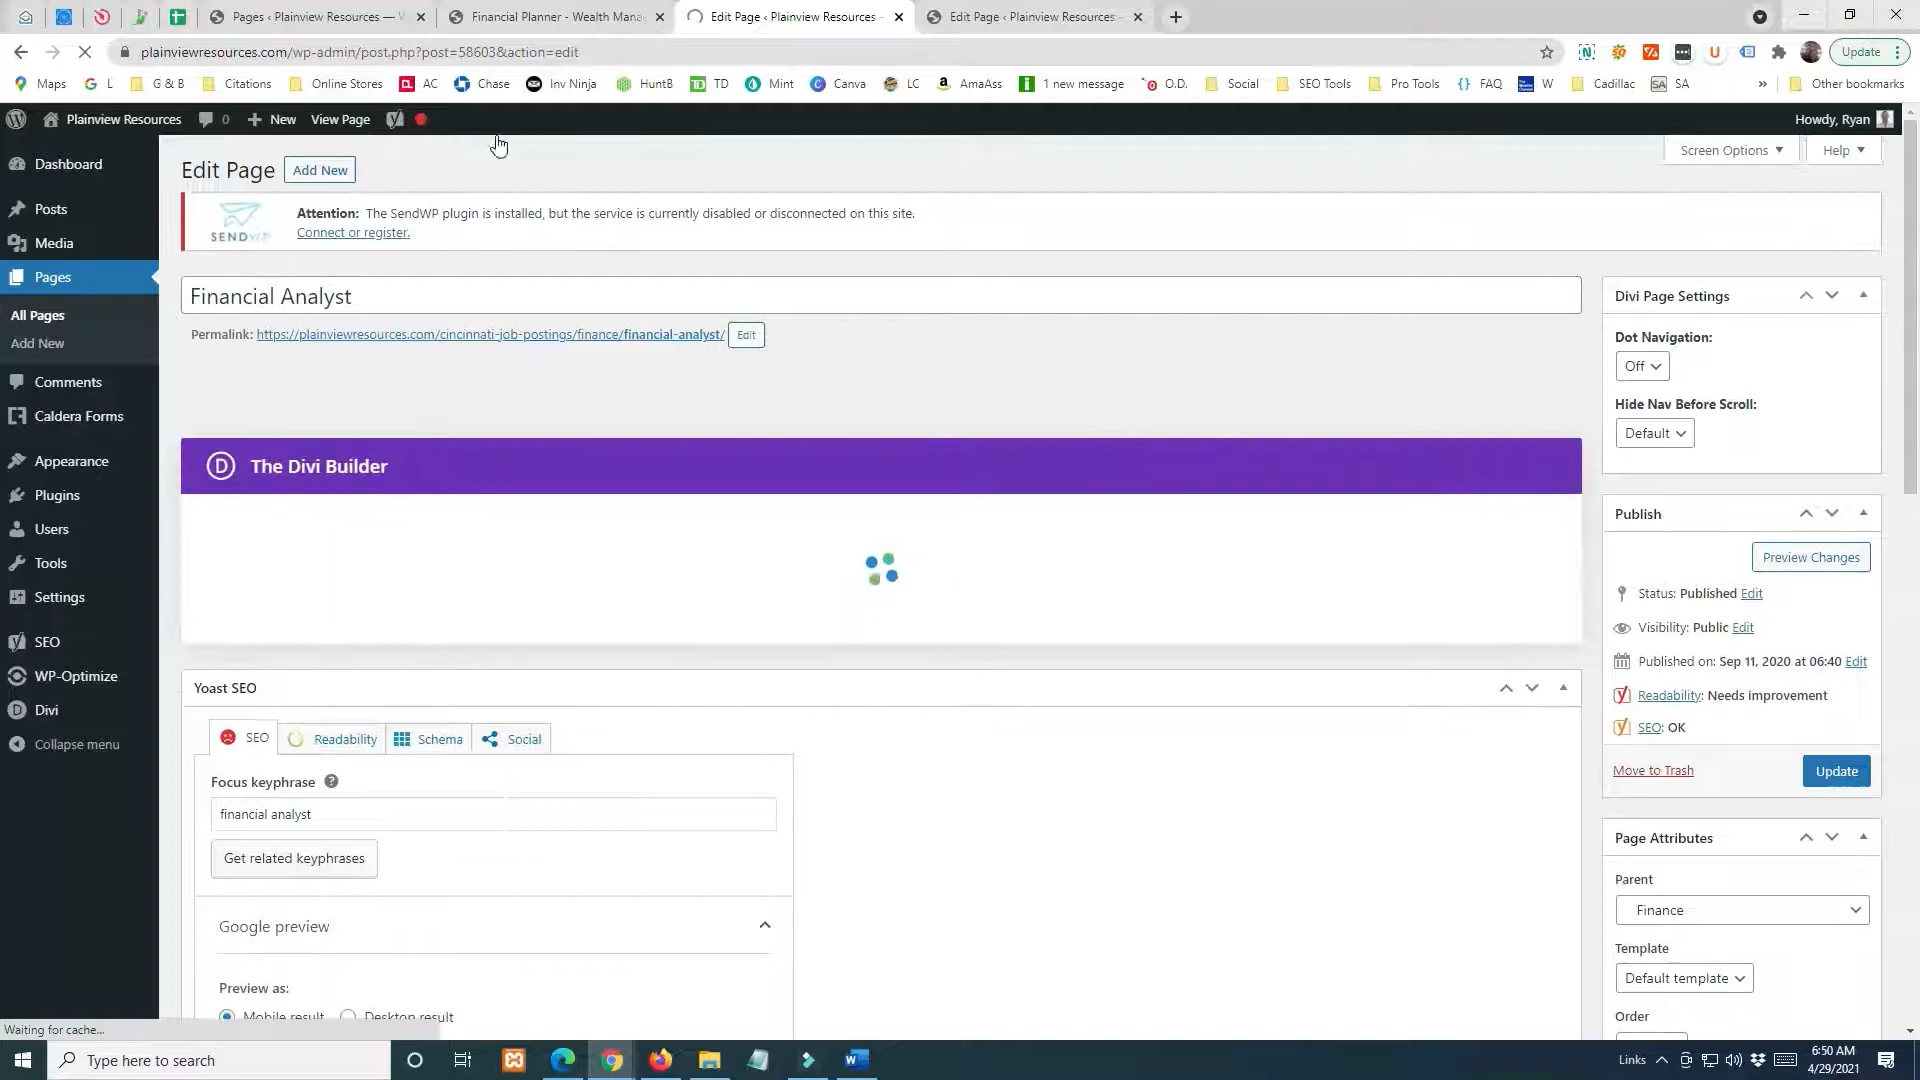 Pages ‹ Plainview Resources — W
Financial Planner - Wealth Mana
Edit Page ‹ Plainview Resources –
Edit Page ‹ Plainview Resources –
plainviewresources.com/wp-admin/post.php?post=58603&action=edit
Update
Maps
L
G & B
Citations
Online Stores
AC
Chase
Inv Ninja
HuntB
TD
Mint
Canva
LC
AmaAss
1 new message
O.D.
Social
SEO Tools
Pro Tools
FAQ
W
Cadillac
SA
SA
»
Other bookmarks
Plainview Resources
0
New
View Page
Howdy, Ryan
Dashboard
Posts
Media
Pages
All Pages
Add New
Comments
Caldera Forms
Appearance
Plugins
Users
Tools
Settings
SEO
WP-Optimize
Divi
Collapse menu
Edit Page
Add New
Screen Options
Help
SENDWP
Attention: The SendWP plugin is installed, but the service is currently disabled or disconnected on this site.
Connect or register.
Financial Analyst
Permalink: https://plainviewresources.com/cincinnati-job-postings/finance/financial-analyst/ Edit
D The Divi Builder
Yoast SEO
SEO
Readability
Schema
Social
Focus keyphrase
financial analyst
Get related keyphrases
Google preview
Preview as:
Mobile result
Desktop result
Divi Page Settings
Dot Navigation:
Off
Hide Nav Before Scroll:
Default
Publish
Preview Changes
Status: Published Edit
Visibility: Public Edit
Published on: Sep 11, 2020 at 06:40 Edit
Readability: Needs improvement
SEO: OK
Move to Trash
Update
Page Attributes
Parent
Finance
Template
Default template
Order
Waiting for cache...
Type here to search
Links
6:50 AM
4/29/2021